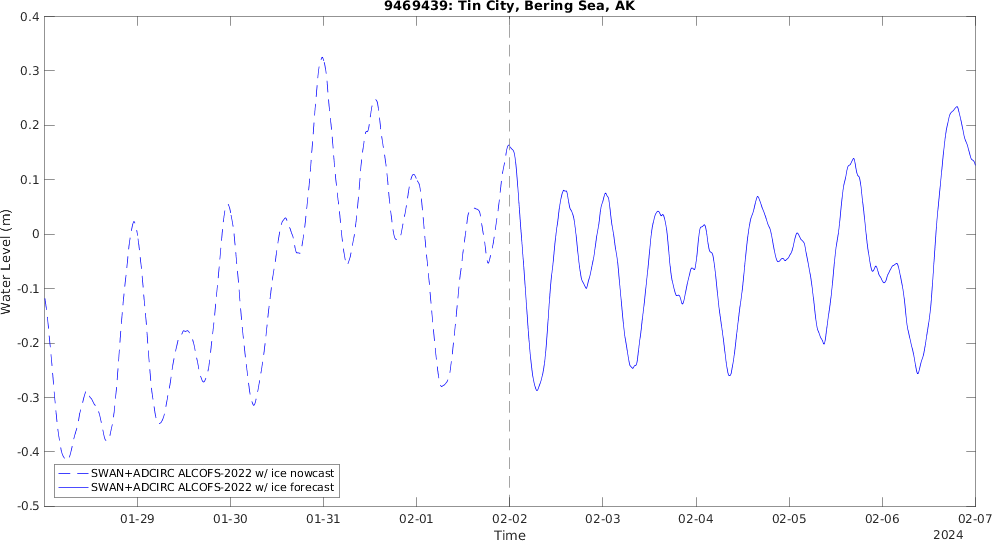 9469439: Tin City, Bering Sea, AK
0.4
0.3
0.2
0.1
0
-0.1
-0.2
-0.3
-0.4
-0.5
Water Level (m)
SWAN+ADCIRC ALCOFS-2022 w/ ice nowcast
SWAN+ADCIRC ALCOFS-2022 w/ ice forecast
01-29 01-30 01-31 02-01 02-02 02-03 02-04 02-05 02-06 02-07
Time
2024